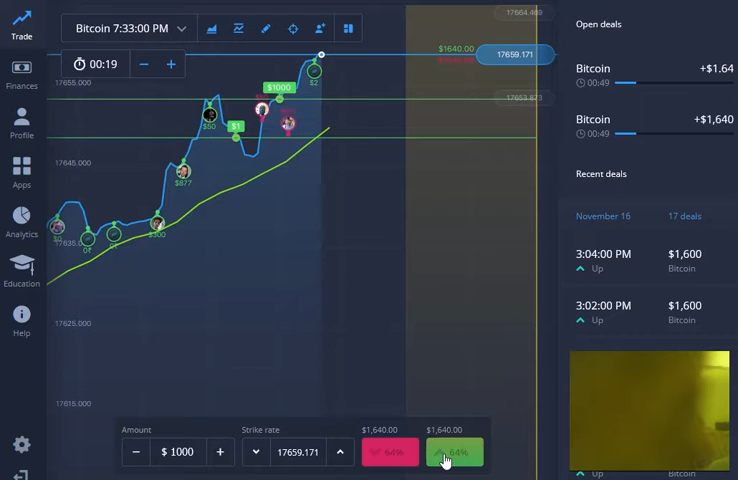 Trade
Finances
Profile
Apps
Analytics
Education
Help
Bitcoin 7:33:00 PM
00:19
17664.489
$1640.00
17659.171
17653.873
17655.000
17645.000
17635.000
17625.000
17615.000
$2
$1000
$60
$1
$877
$300
Amount
$ 1000
Strike rate
17659.171
$1,640.00
64%
$1,640.00
64%
Open deals
Bitcoin +$1.64
00:49
Bitcoin +$1,640
00:49
Recent deals
November 16 17 deals
3:04:00 PM $1,600
Up Bitcoin
3:02:00 PM $1,600
Up Bitcoin
Up Bitcoin